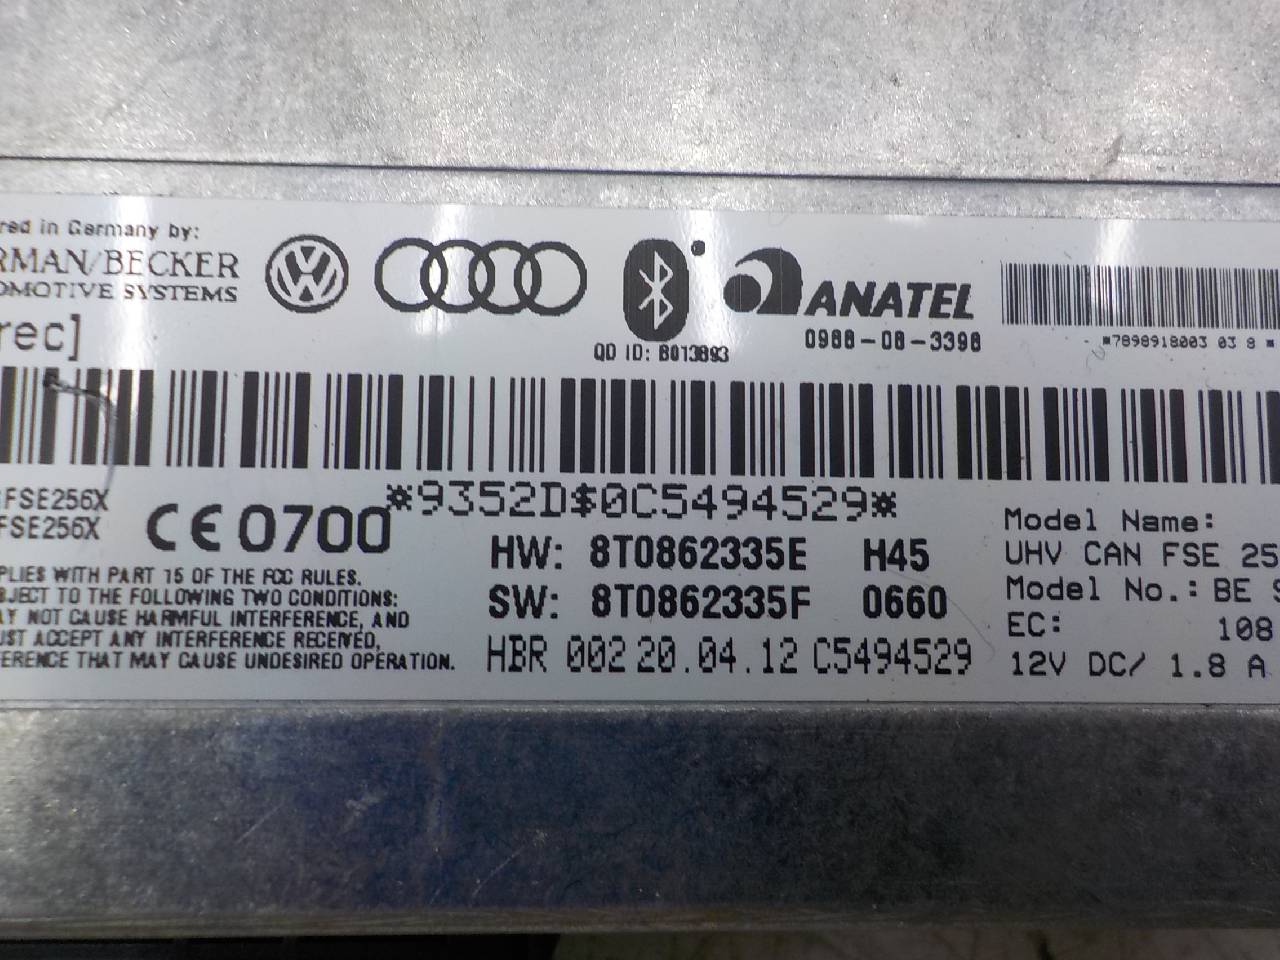 red in Germany by:
RMAN/BECKER
OMOTIVE SYSTEMS
rec]
QD ID: B013893
ANATEL
0988-08-3398
*7898918003 03 8 *
*9352D$0C5494529*
FSE256X
FSE256X
CE 0700
HW: 8T0862335E H45
SW: 8T0862335F 0660
HBR 002 20.04.12 C5494529
PLIES WITH PART 15 OF THE FCC RULES.
BJECT TO THE FOLLOWING TWO CONDITIONS:
AY NOT CAUSE HARMFUL INTERFERENCE, AND
UST ACCEPT ANY INTERFERENCE RECEIVED,
FERENCE THAT MAY CAUSE UNDESIRED OPERATION.
Model Name:
UHV CAN FSE 25
Model No.: BE S
EC: 108
12V DC/ 1.8 A